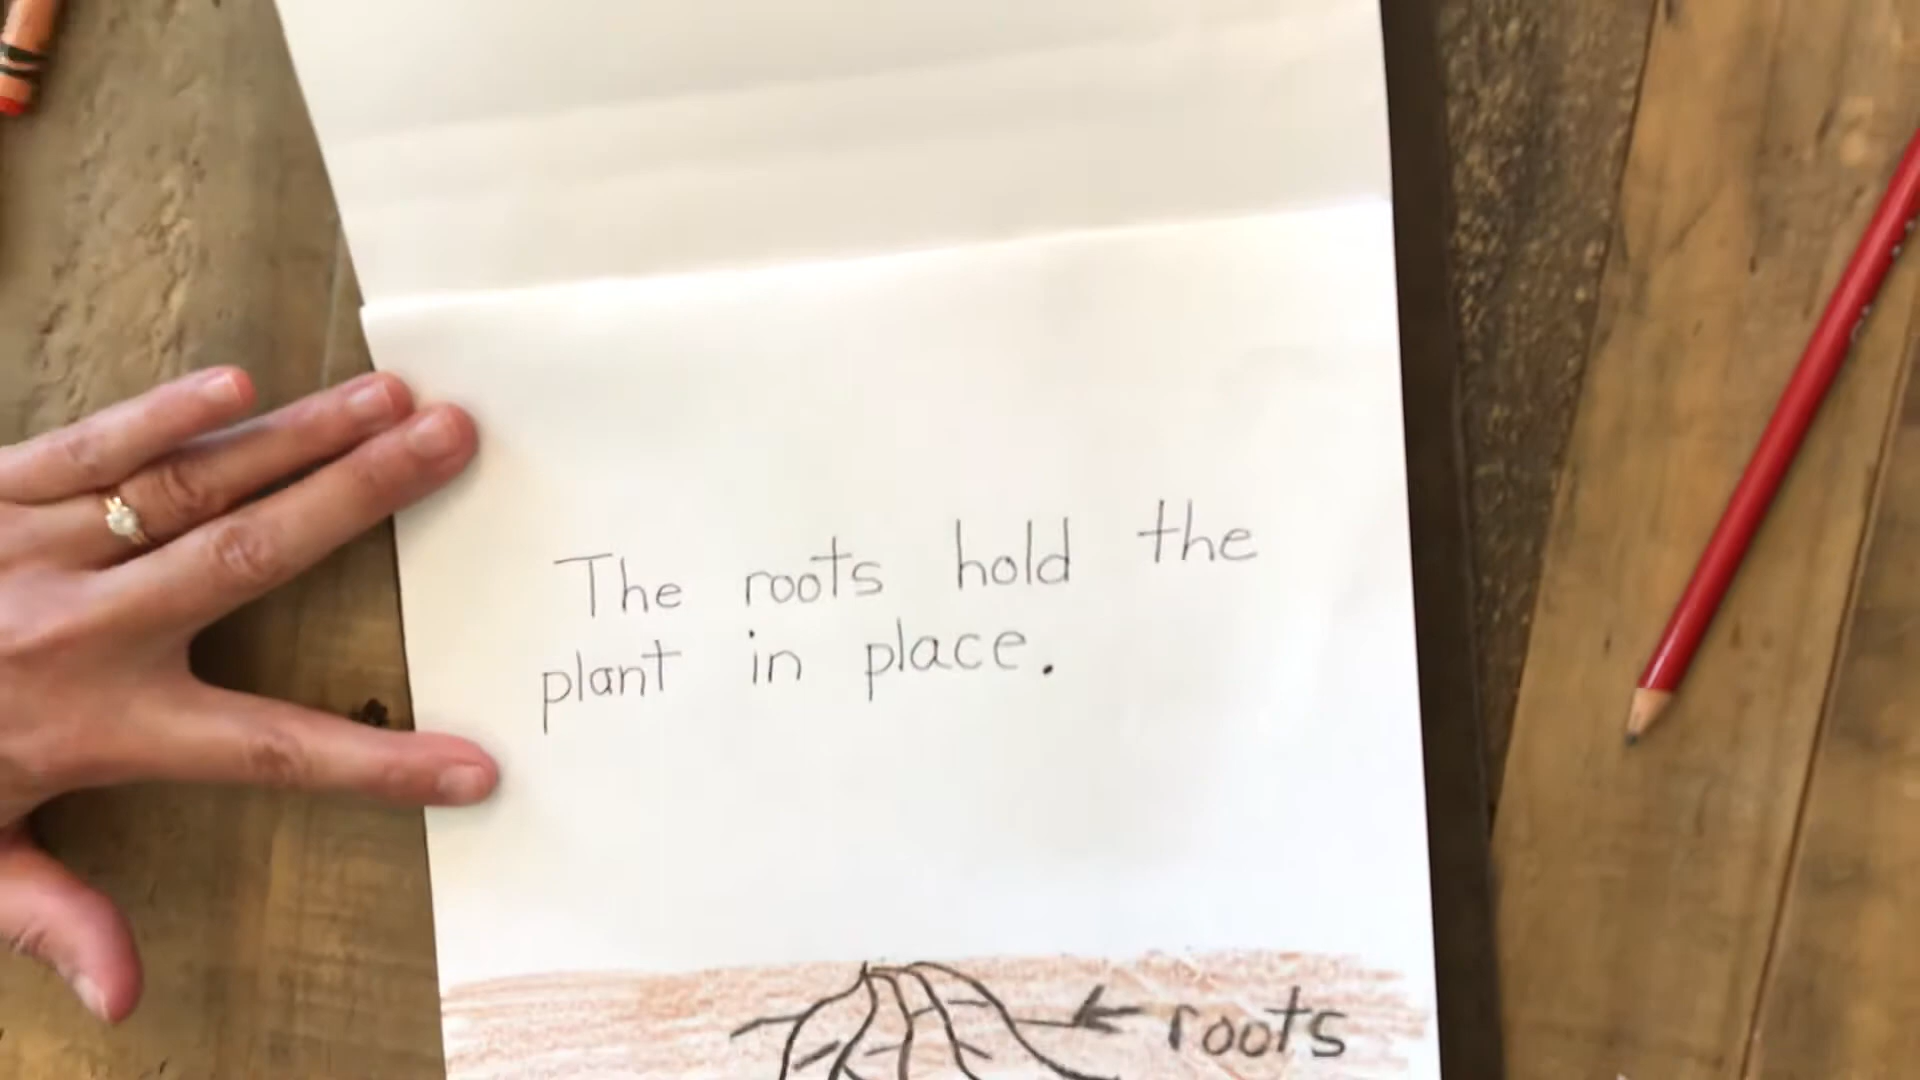 The roots hold the
plant in place.
roots